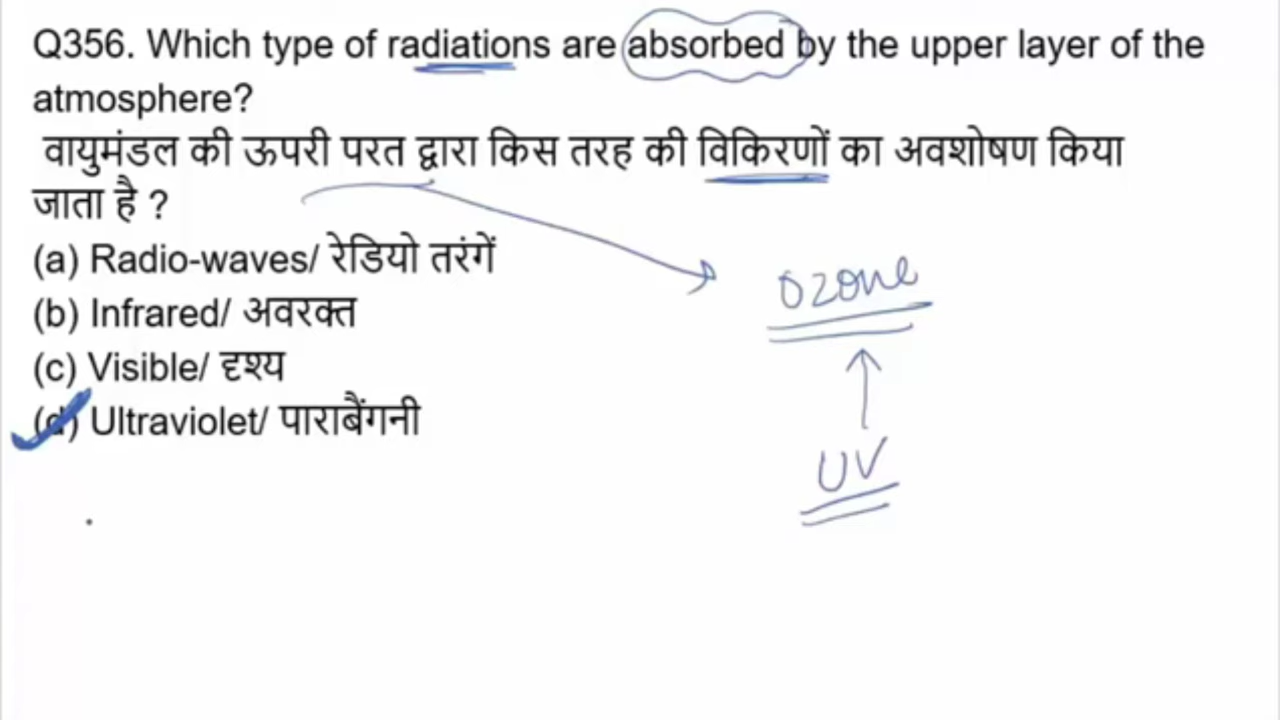 Q356. Which type of radiations are absorbed by the upper layer of the
atmosphere?
वायुमंडल की ऊपरी परत द्वारा किस तरह की विकिरणों का अवशोषण किया
जाता है ?
(a) Radio-waves/ रेडियो तरंगें
(b) Infrared/ अवरक्त
(c) Visible/ दृश्य
(d) Ultraviolet/ पाराबैंगनी
Ozone
UV